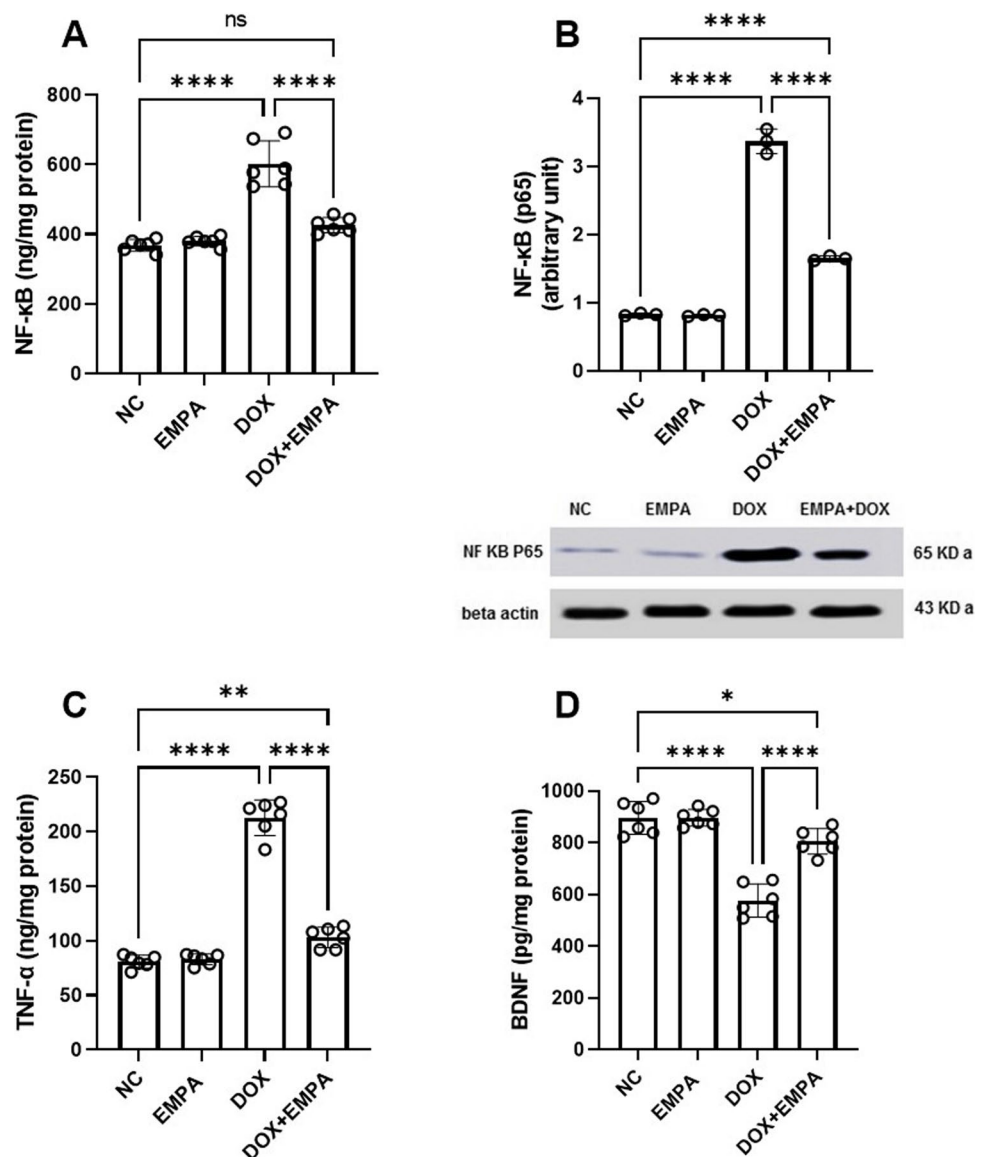 A
ns
****
****
NF-κB (ng/mg protein)
800
600
400
200
0
NC
EMPA
DOX
DOX+EMPA
B
****
****
****
NF-κB (p65)
(arbitrary unit)
4
3
2
1
0
NC
EMPA
DOX
DOX+EMPA
NC EMPA DOX EMPA+DOX
NF KB P65 65 KD a
beta actin 43 KD a
C
**
****
****
TNF-α (ng/mg protein)
250
200
150
100
50
0
NC
EMPA
DOX
DOX+EMPA
D
*
****
****
BDNF (pg/mg protein)
1000
800
600
400
200
0
NC
EMPA
DOX
DOX+EMPA